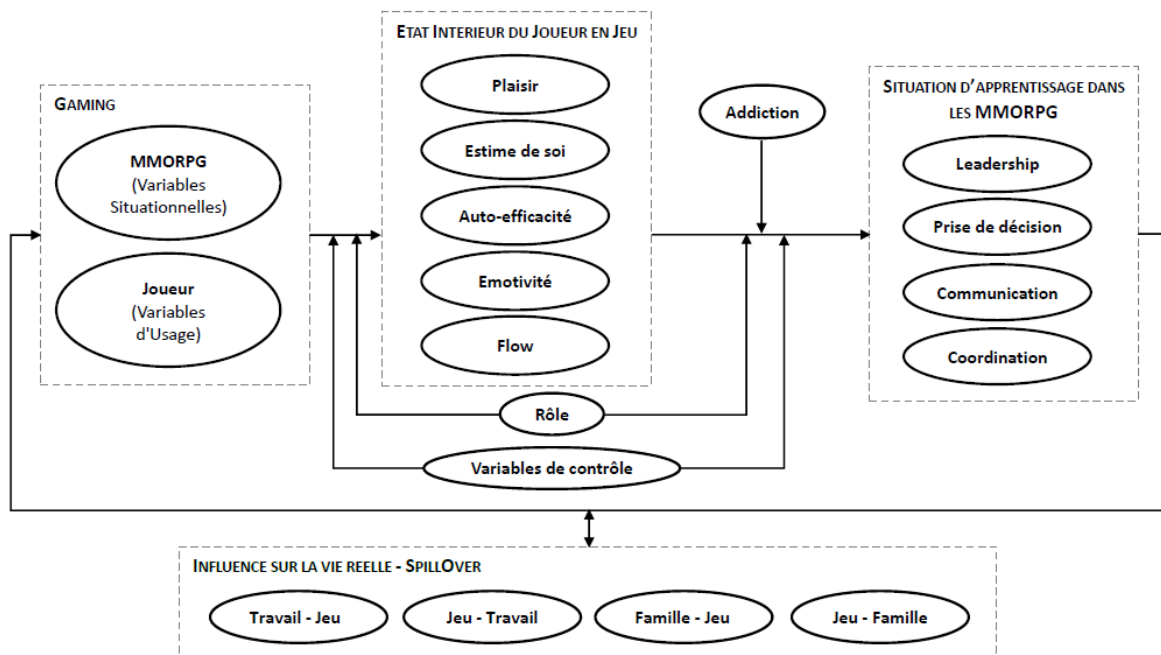 GAMING
MMORPG
(Variables
Situationnelles)
Joueur
(Variables
d'Usage)
ETAT INTERIEUR DU JOUEUR EN JEU
Plaisir
Estime de soi
Auto-efficacité
Emotivité
Flow
Addiction
SITUATION D'APPRENTISSAGE DANS
LES MMORPG
Leadership
Prise de décision
Communication
Coordination
Rôle
Variables de contrôle
INFLUENCE SUR LA VIE REELLE - SPILLOVER
Travail - Jeu
Jeu - Travail
Famille - Jeu
Jeu - Famille